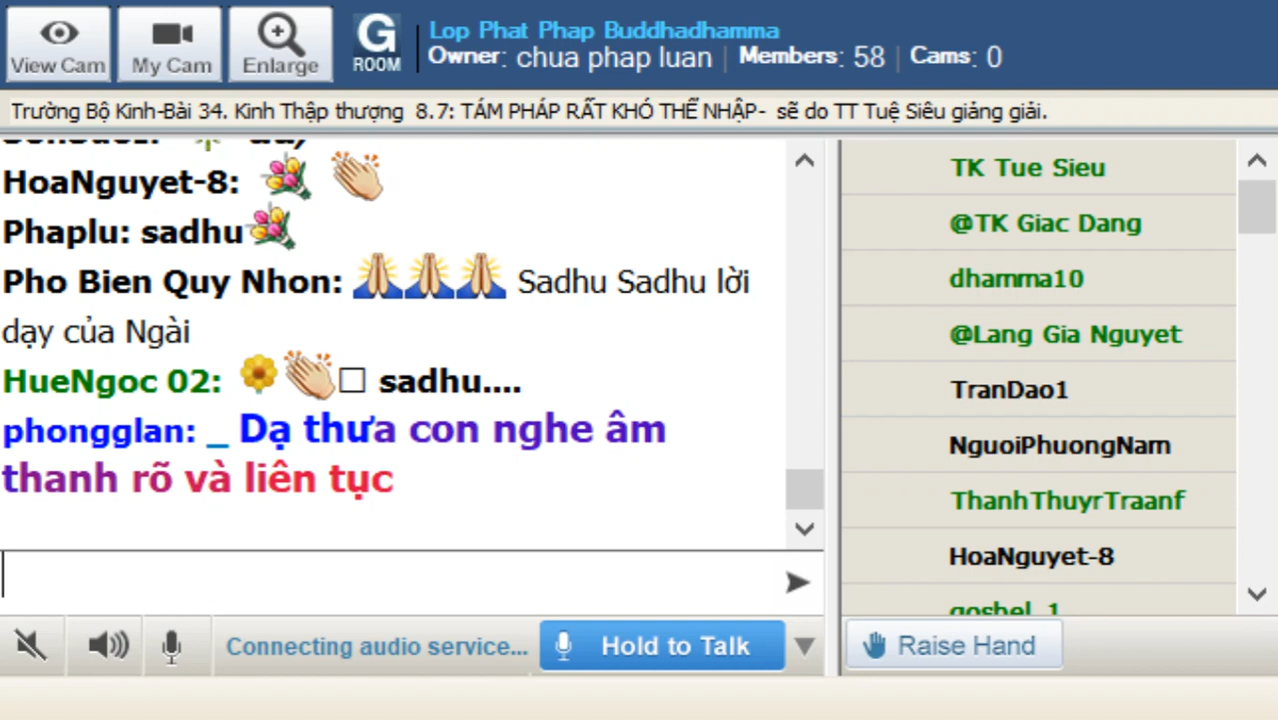 Lop Phat Phap Buddhadhamma
View Cam My Cam Enlarge G ROOM Owner: chua phap luan | Members: 58 | Cams: 0
Trường Bộ Kinh-Bài 34. Kinh Thập thượng 8.7: TÁM PHÁP RẤT KHÓ THỂ NHẬP- sẽ do TT Tuệ Siêu giảng giải.
HoaNguyet-8:
Phaplu: sadhu
Pho Bien Quy Nhon: Sadhu Sadhu lời
dạy của Ngài
HueNgoc 02: sadhu....
phongglan: _ Dạ thưa con nghe âm
thanh rõ và liên tục
TK Tue Sieu
@TK Giac Dang
dhamma10
@Lang Gia Nguyet
TranDao1
NguoiPhuongNam
ThanhThuyrTraanf
HoaNguyet-8
Connecting audio service... Hold to Talk Raise Hand